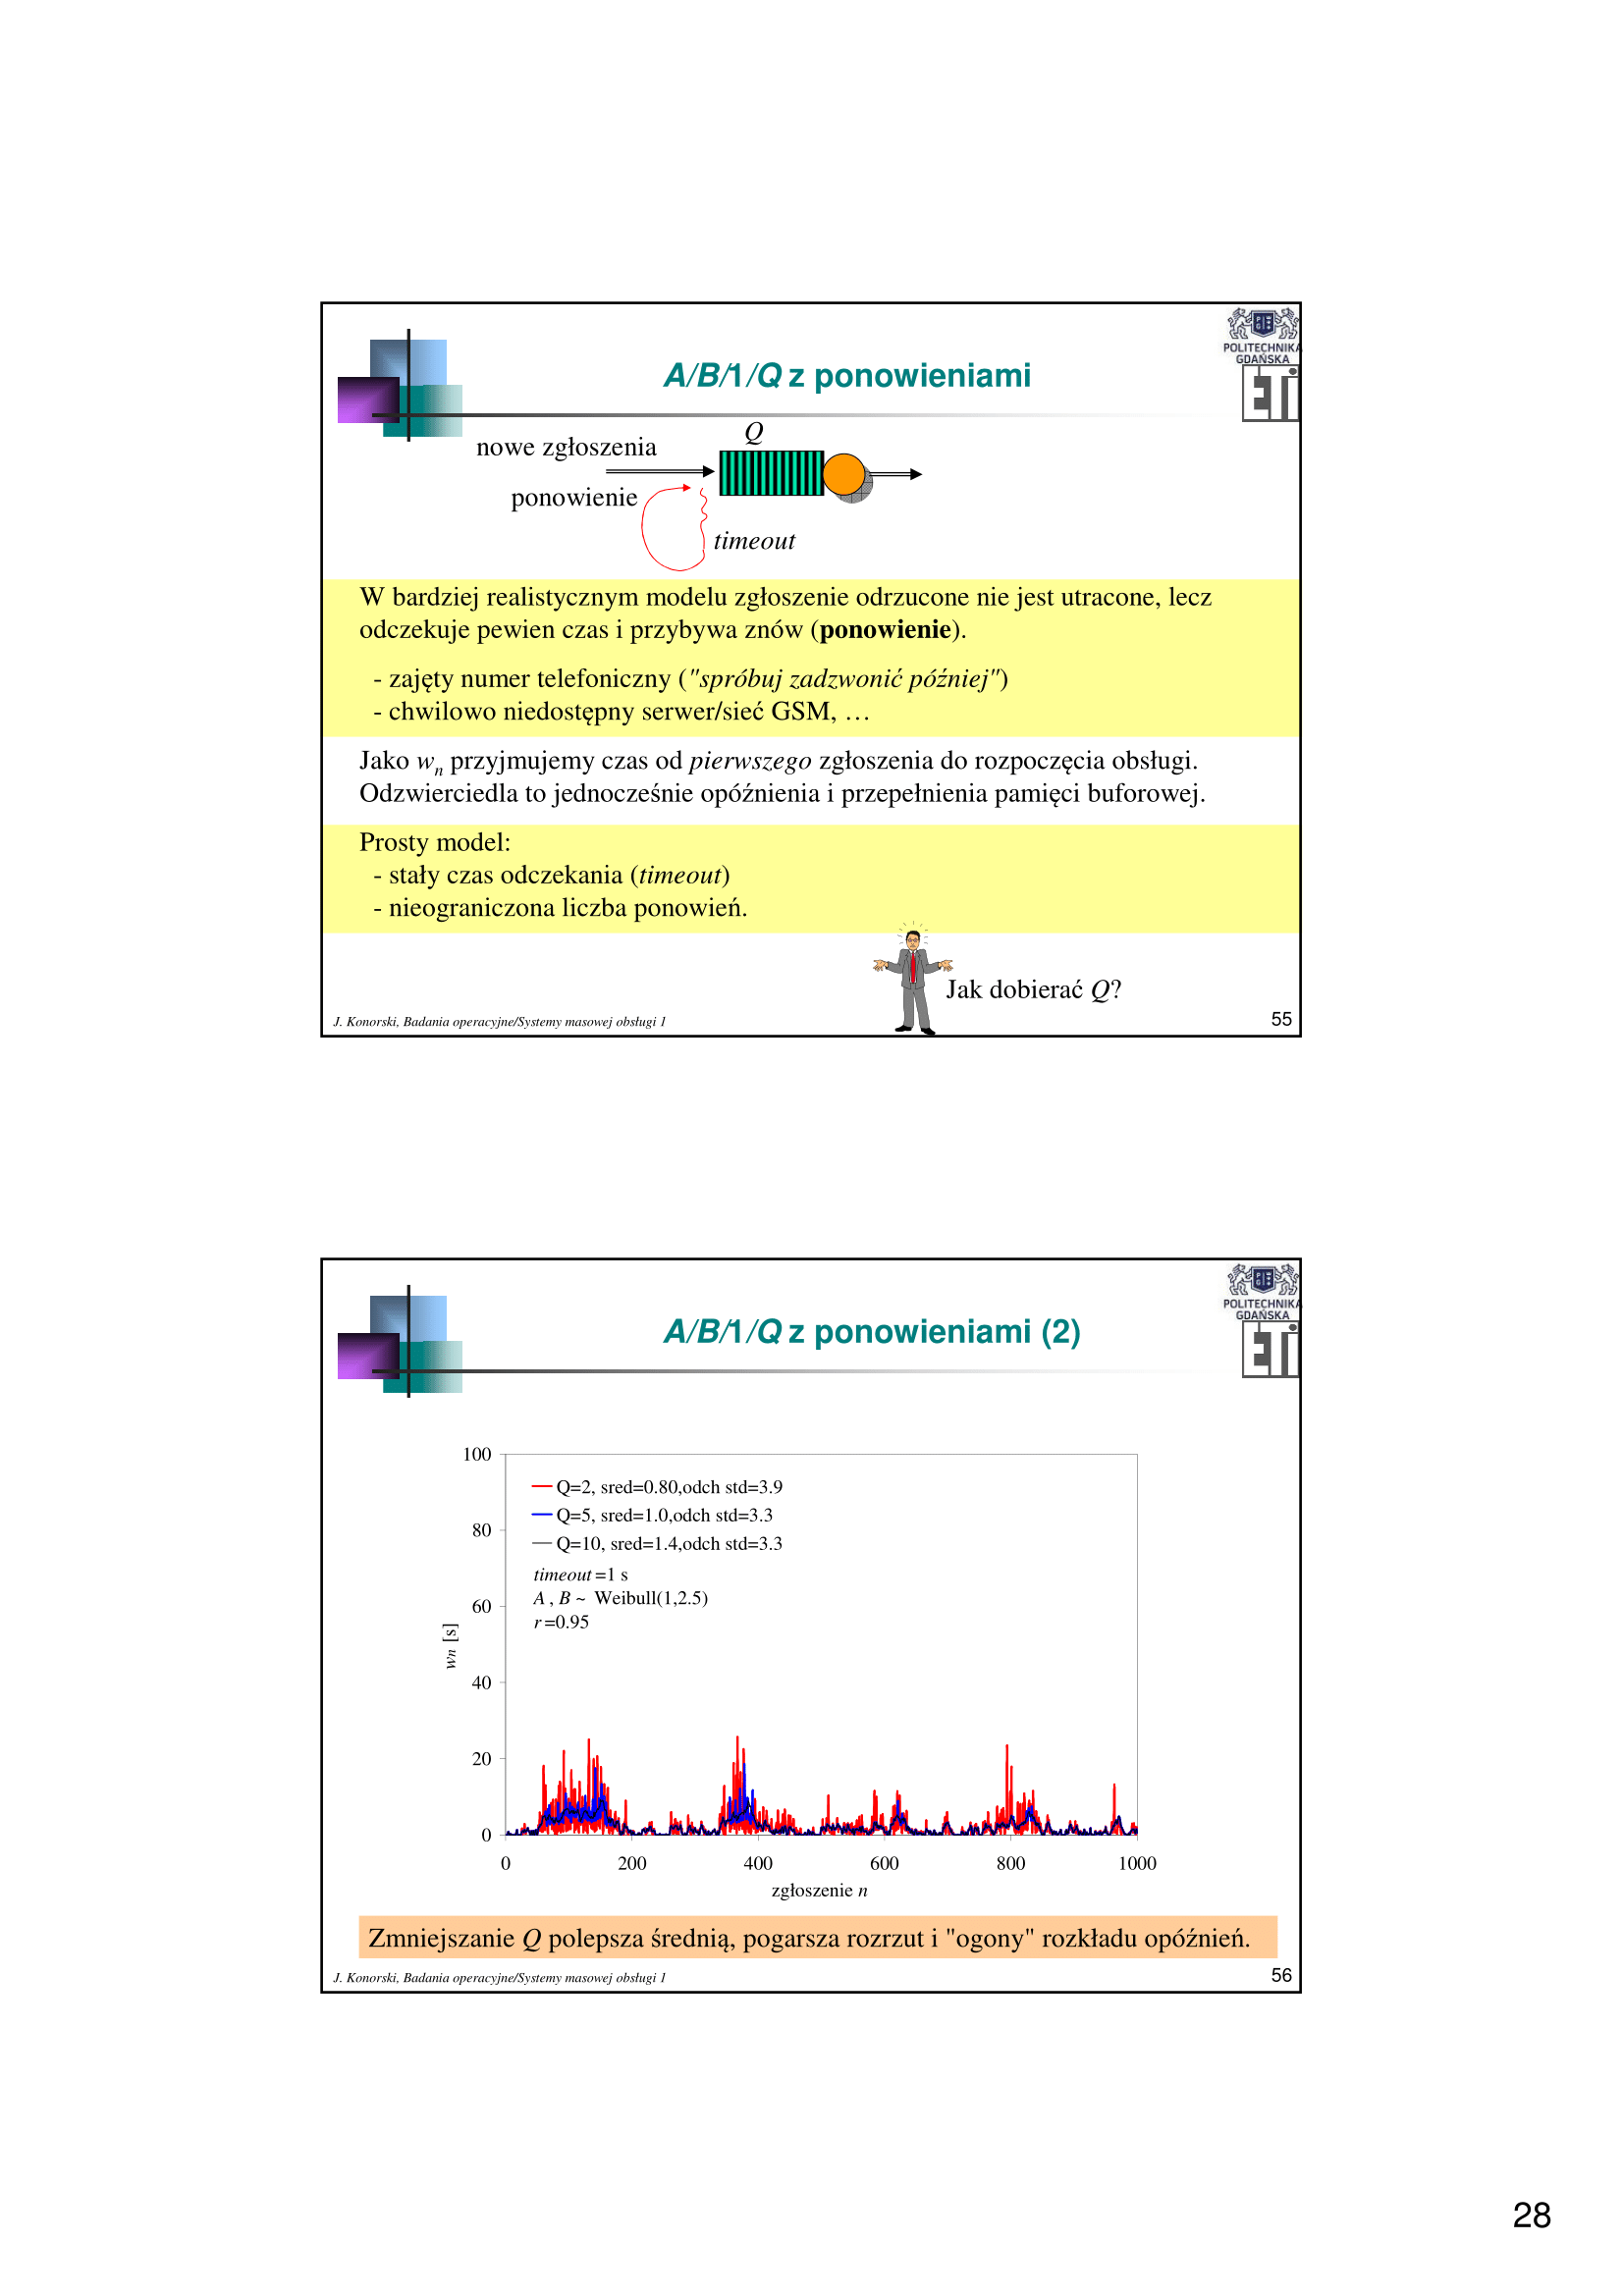 POLITECHNIKA
GDAŃSKA
A/B/1/Q z ponowieniami
nowe zgłoszenia
Q
ponowienie
timeout
W bardziej realistycznym modelu zgłoszenie odrzucone nie jest utracone, lecz
odczekuje pewien czas i przybywa znów (ponowienie).
- zajęty numer telefoniczny ("spróbuj zadzwonić później")
- chwilowo niedostępny serwer/sieć GSM, …
Jako wn przyjmujemy czas od pierwszego zgłoszenia do rozpoczęcia obsługi.
Odzwierciedla to jednocześnie opóźnienia i przepełnienia pamięci buforowej.
Prosty model:
- stały czas odczekania (timeout)
- nieograniczona liczba ponowień.
Jak dobierać Q?
J. Konorski, Badania operacyjne/Systemy masowej obsługi 1
55
POLITECHNIKA
GDAŃSKA
A/B/1/Q z ponowieniami (2)
100
80
60
40
20
0
wn [s]
Q=2, sred=0.80,odch std=3.9
Q=5, sred=1.0,odch std=3.3
Q=10, sred=1.4,odch std=3.3
timeout =1 s
A , B ~ Weibull(1,2.5)
r =0.95
0 200 400 600 800 1000
zgłoszenie n
Zmniejszanie Q polepsza średnią, pogarsza rozrzut i "ogony" rozkładu opóźnień.
J. Konorski, Badania operacyjne/Systemy masowej obsługi 1
56
28